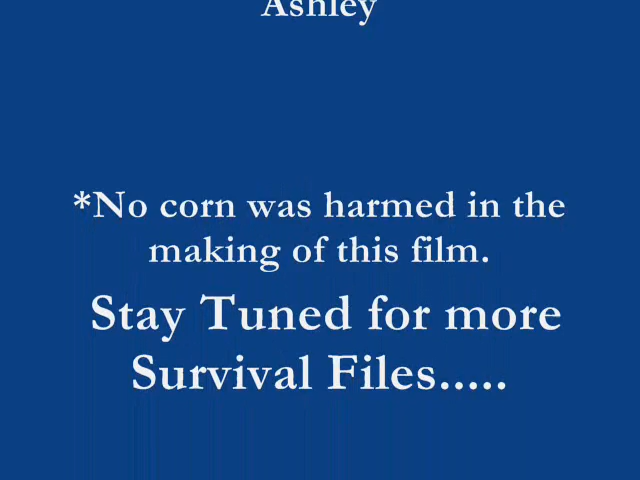 Ashley
*No corn was harmed in the
making of this film.
Stay Tuned for more
Survival Files.....